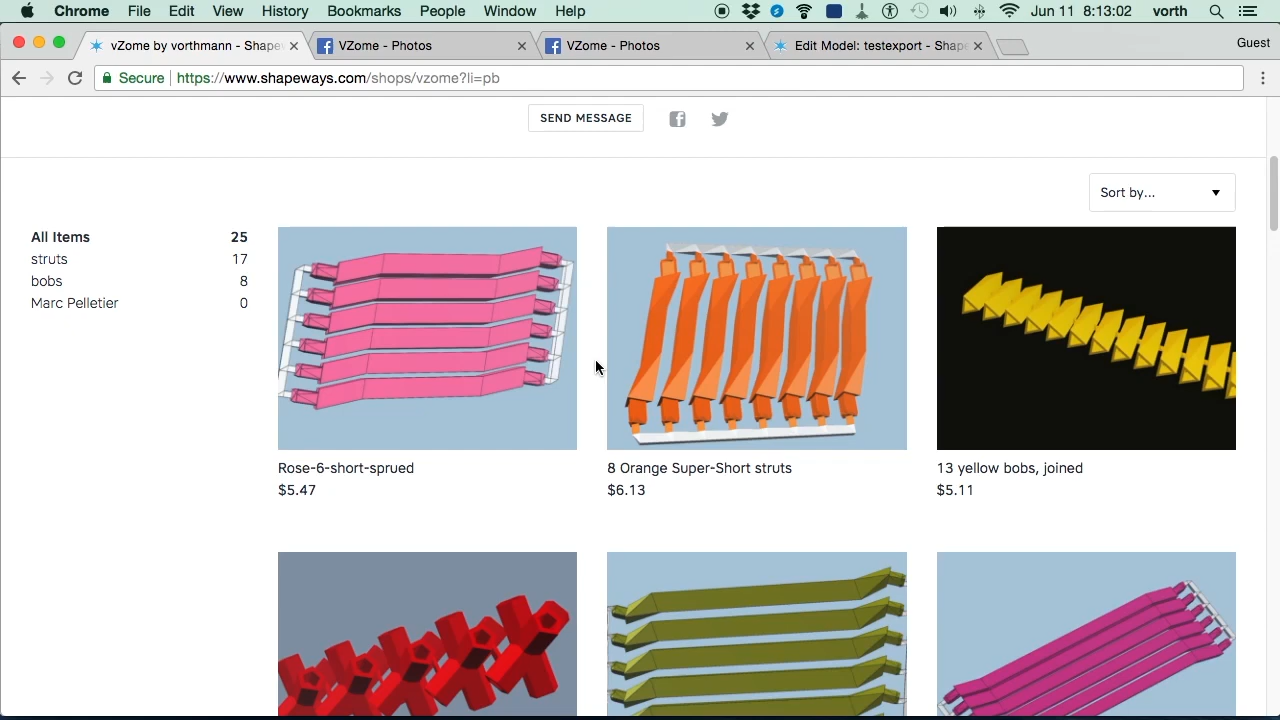 Chrome File Edit View History Bookmarks People Window Help Jun 11 8:13:02 vorth
vZome by vorthmann - Shape
VZome - Photos
VZome - Photos
Edit Model: testexport - Shape
Guest
Secure https://www.shapeways.com/shops/vzome?li=pb
SEND MESSAGE
Sort by...
All Items 25
struts 17
bobs 8
Marc Pelletier 0
Rose-6-short-sprued
$5.47
8 Orange Super-Short struts
$6.13
13 yellow bobs, joined
$5.11